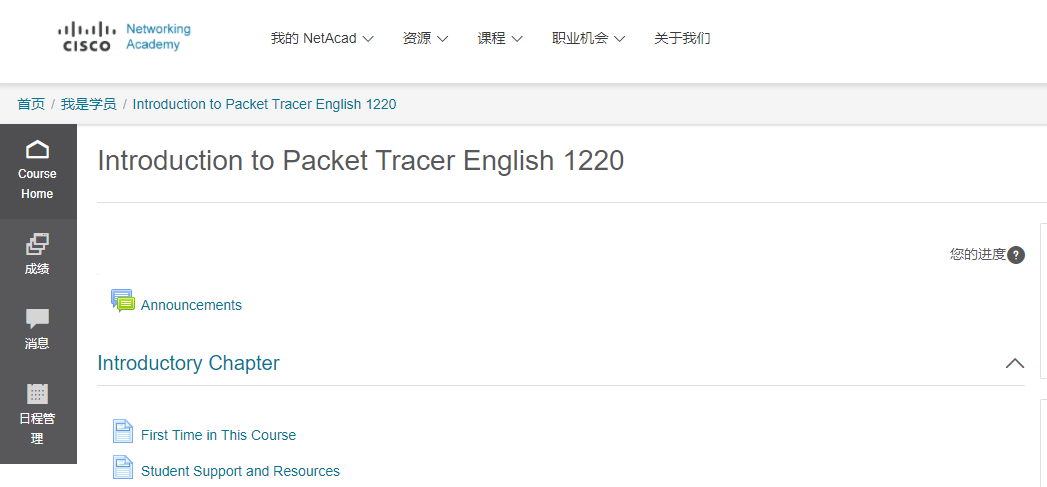 CISCO
Networking
Academy
我的 NetAcad
资源
课程
职业机会
关于我们
首页 / 我是学员 / Introduction to Packet Tracer English 1220
Course
Home
成绩
消息
日程管
理
Introduction to Packet Tracer English 1220
您的进度?
Announcements
Introductory Chapter
First Time in This Course
Student Support and Resources